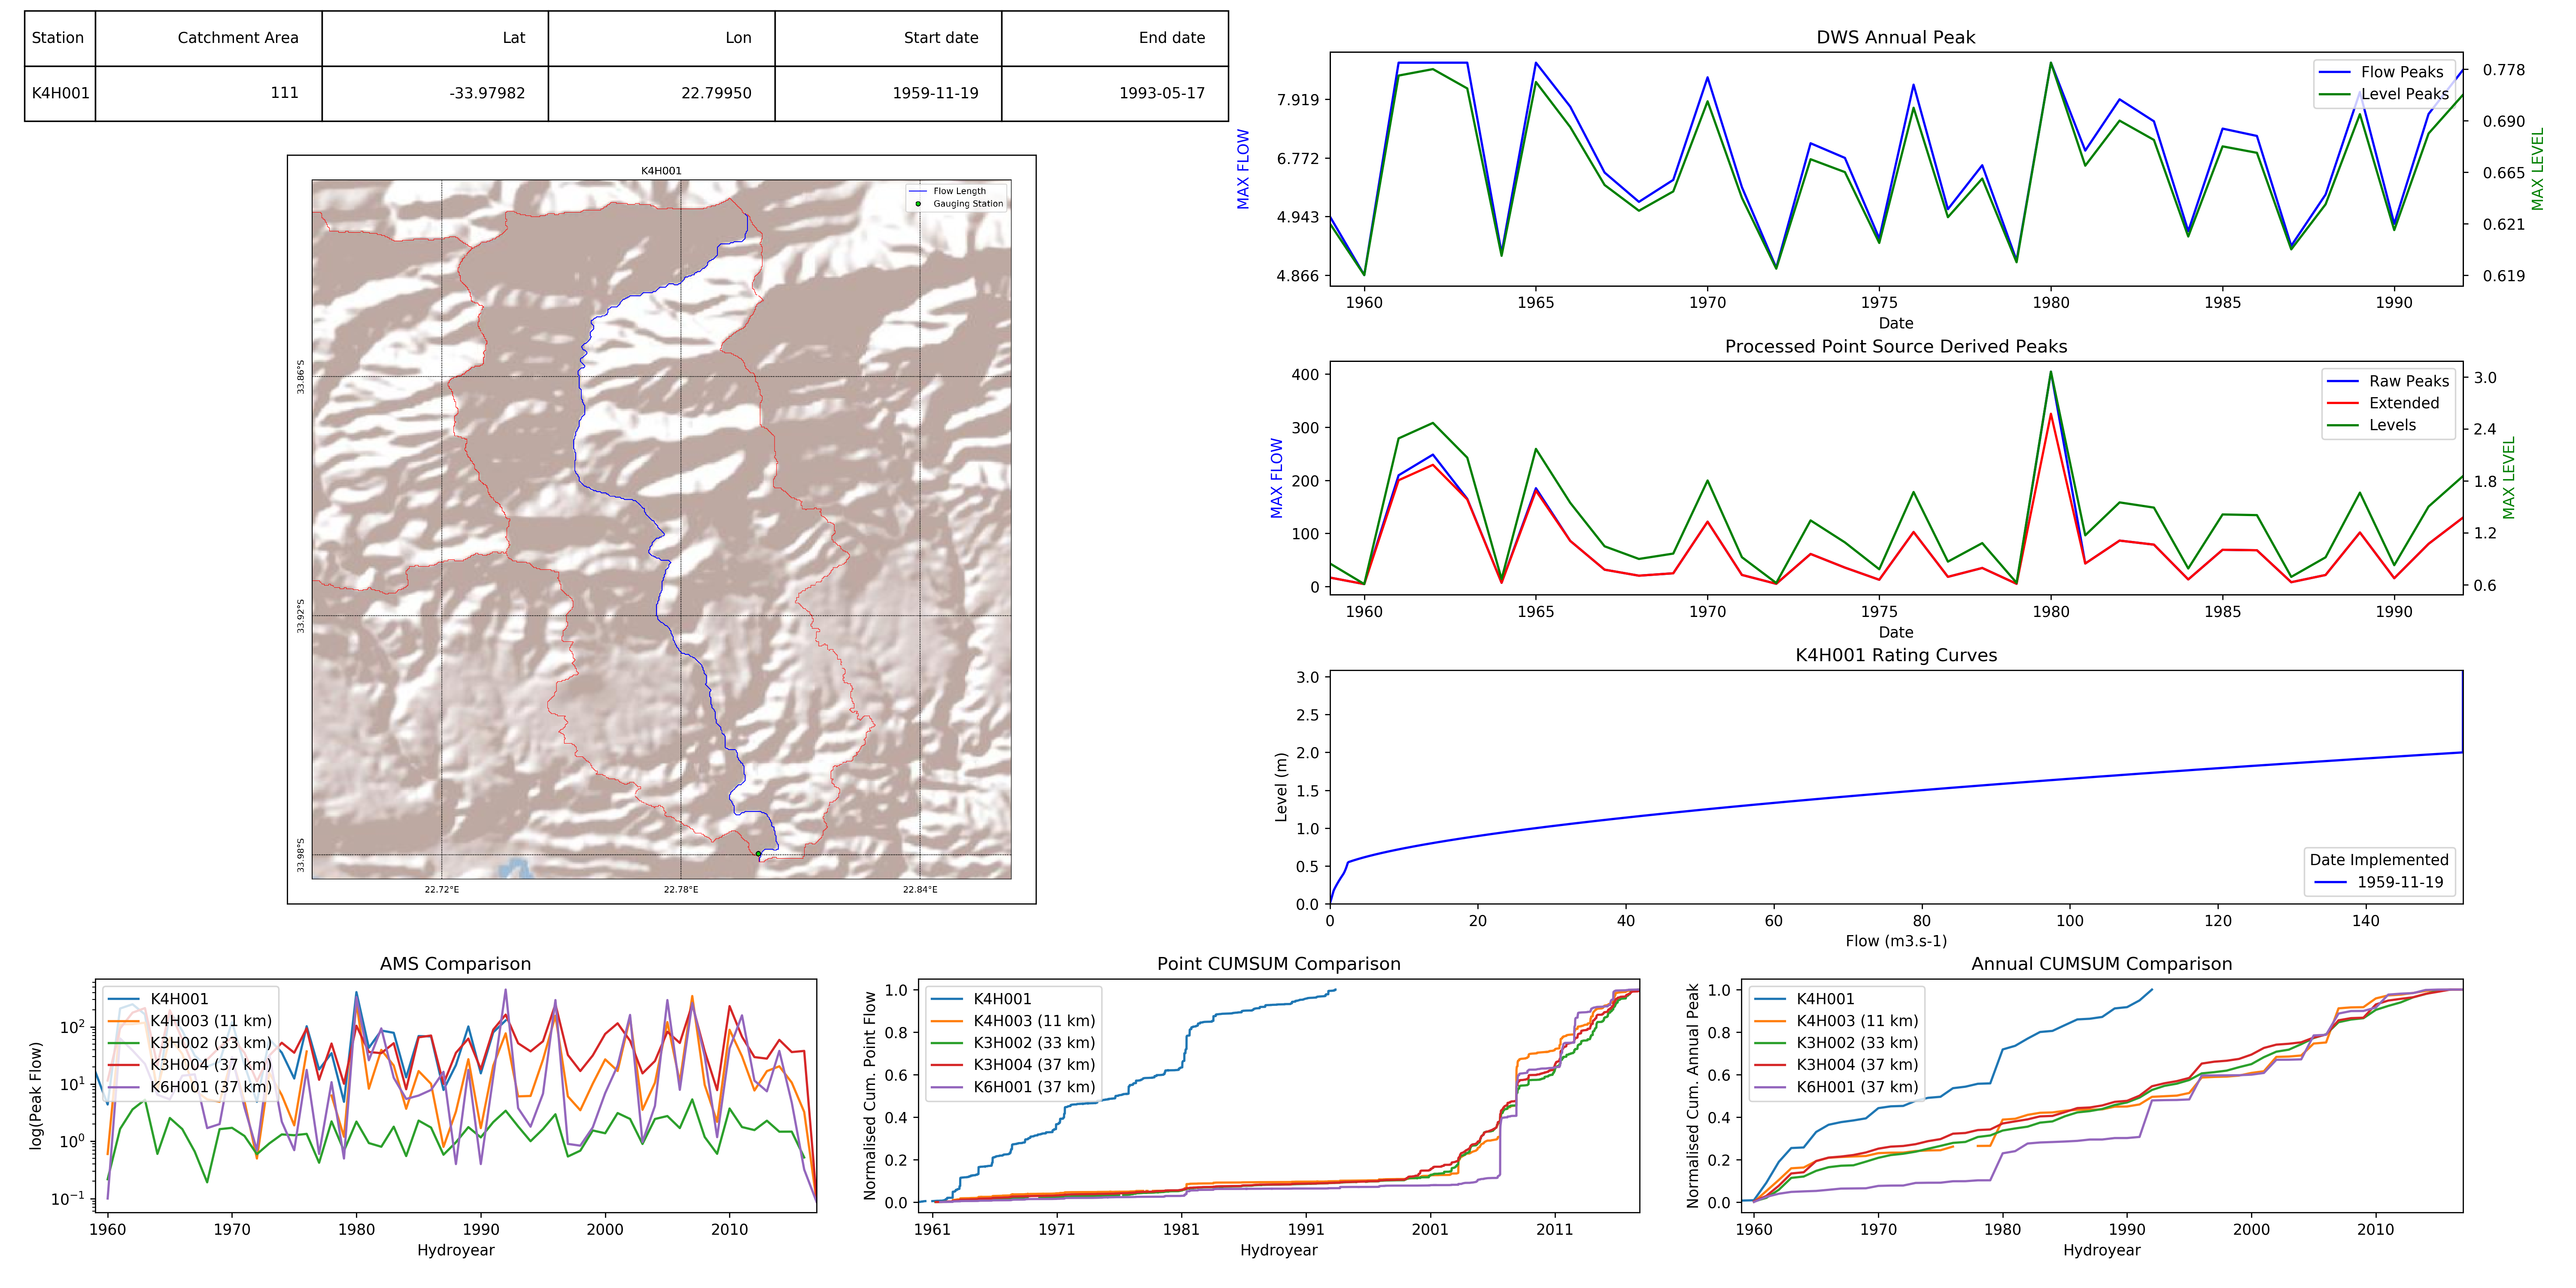 Station Catchment Area Lat Lon Start date End date
K4H001 111 -33.97982 22.79950 1959-11-19 1993-05-17
K4H001
Flow Length
Gauging Station
33.86°S
33.92°S
33.98°S
22.72°E 22.78°E 22.84°E
DWS Annual Peak
Flow Peaks
Level Peaks
MAX FLOW
7.919
6.772
4.943
4.866
MAX LEVEL
0.778
0.690
0.665
0.621
0.619
1960 1965 1970 1975 1980 1985 1990
Date
Processed Point Source Derived Peaks
Raw Peaks
Extended
Levels
MAX FLOW
400
300
200
100
0
MAX LEVEL
3.0
2.4
1.8
1.2
0.6
1960 1965 1970 1975 1980 1985 1990
Date
K4H001 Rating Curves
Level (m)
3.0
2.5
2.0
1.5
1.0
0.5
0.0
Date Implemented
1959-11-19
0 20 40 60 80 100 120 140
Flow (m3.s-1)
AMS Comparison
K4H001
K4H003 (11 km)
K3H002 (33 km)
K3H004 (37 km)
K6H001 (37 km)
log(Peak Flow)
10²
10¹
10⁰
10⁻¹
1960 1970 1980 1990 2000 2010
Hydroyear
Point CUMSUM Comparison
K4H001
K4H003 (11 km)
K3H002 (33 km)
K3H004 (37 km)
K6H001 (37 km)
Normalised Cum. Point Flow
1.0
0.8
0.6
0.4
0.2
0.0
1961 1971 1981 1991 2001 2011
Hydroyear
Annual CUMSUM Comparison
K4H001
K4H003 (11 km)
K3H002 (33 km)
K3H004 (37 km)
K6H001 (37 km)
Normalised Cum. Annual Peak
1.0
0.8
0.6
0.4
0.2
0.0
1960 1970 1980 1990 2000 2010
Hydroyear